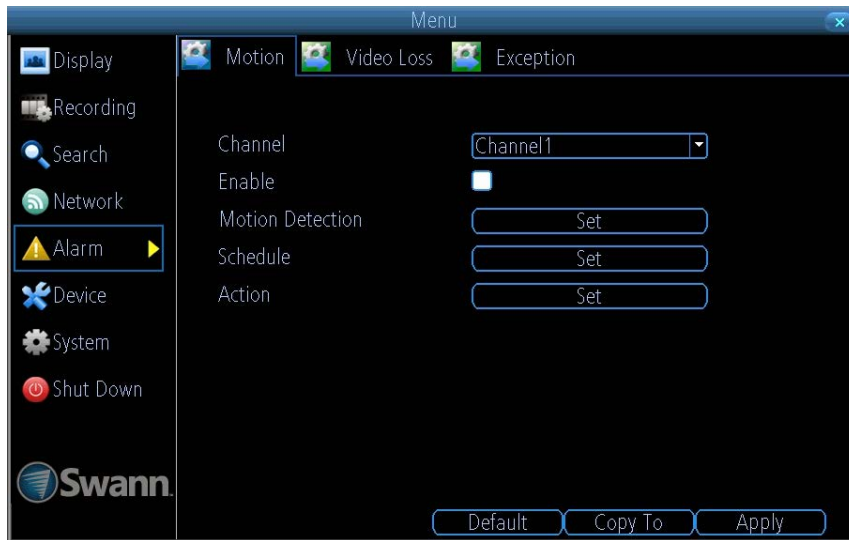 Menu
Display
Recording
Search
Network
Alarm
Device
System
Shut Down
Swann.
Motion Video Loss Exception
Channel Channel1
Enable
Motion Detection Set
Schedule Set
Action Set
Default Copy To Apply